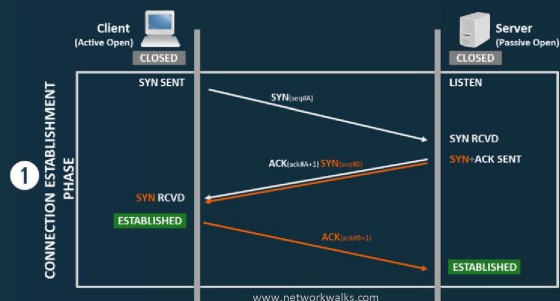 Client
(Active Open)
CLOSED
Server
(Passive Open)
CLOSED
1
CONNECTION ESTABLISHMENT
PHASE
SYN SENT
LISTEN
SYN(seq#A)
SYN RCVD
ACK(ack#A+1) SYN(seq#B)
SYN+ACK SENT
SYN RCVD
ESTABLISHED
ACK(ack#B+1)
ESTABLISHED
www.networkwalks.com